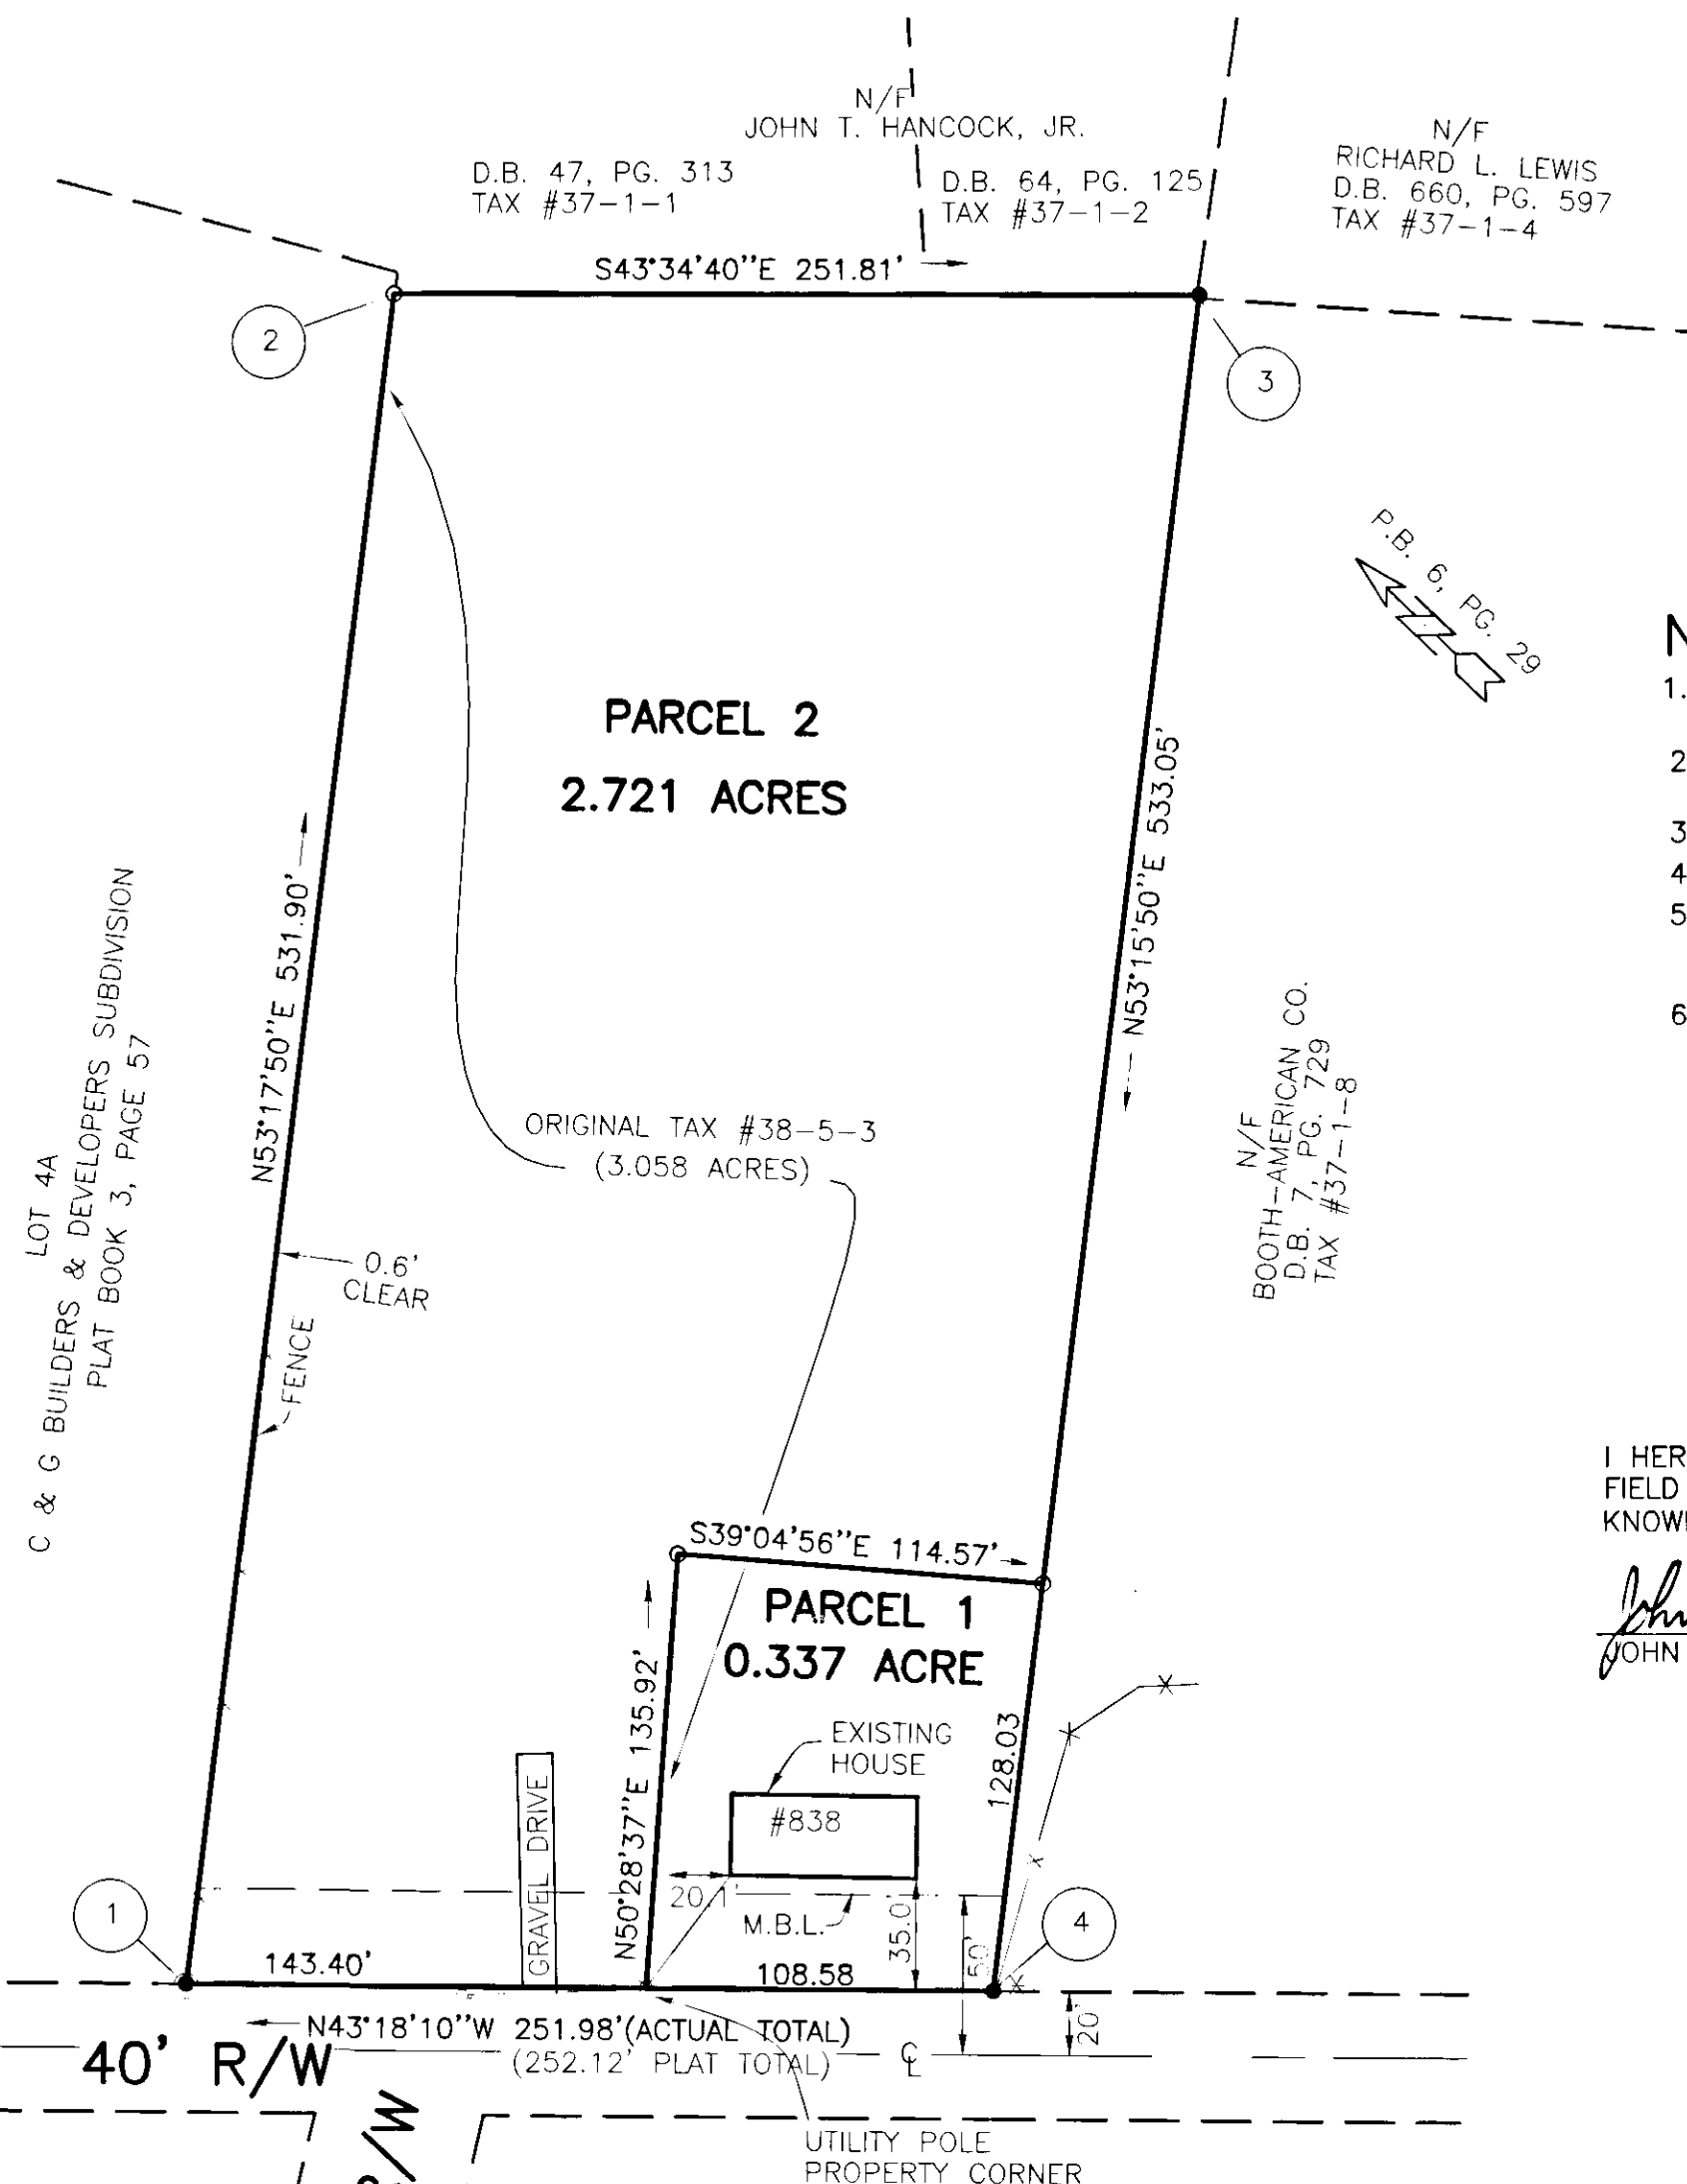 N/F
JOHN T. HANCOCK, JR.
D.B. 47, PG. 313
TAX #37-1-1
D.B. 64, PG. 125
TAX #37-1-2
N/F
RICHARD L. LEWIS
D.B. 660, PG. 597
TAX #37-1-4
S43°34'40"E 251.81'
2
3
P.B. 6, PG. 29
N
1.
2
3
4
5
6
PARCEL 2
2.721 ACRES
N53°17'50"E 531.90'
N53°15'50"E 533.05'
LOT 4A
C & G BUILDERS & DEVELOPERS SUBDIVISION
PLAT BOOK 3, PAGE 57
ORIGINAL TAX #38-5-3
(3.058 ACRES)
N/F
BOOTH-AMERICAN CO.
D.B. 7, PG. 729
TAX #37-1-8
0.6'
CLEAR
FENCE
I HER
FIELD
KNOW
John
JOHN
S39°04'56"E 114.57'
PARCEL 1
0.337 ACRE
N50°28'37"E 135.92'
128.03
EXISTING
HOUSE
#838
GRAVEL DRIVE
20.1'
M.B.L.
35.0'
50'
1
4
143.40'
108.58
N43°18'10"W 251.98'(ACTUAL TOTAL)
(252.12' PLAT TOTAL)
20'
40' R/W
R/W
UTILITY POLE
PROPERTY CORNER